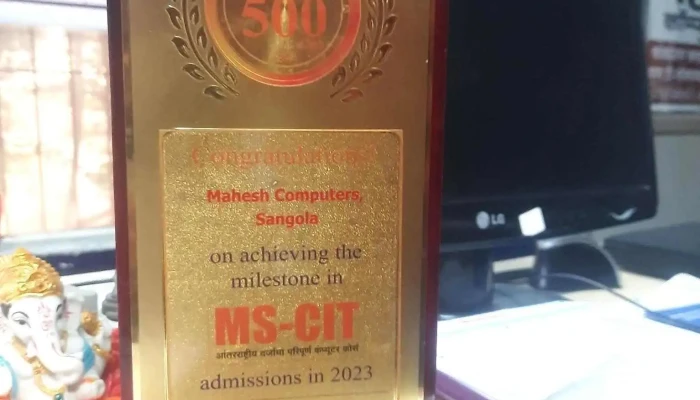 500
Congratulations
Mahesh Computers,
Sangola
on achieving the
milestone in
MS-CIT
आंतरराष्ट्रीय दर्जाचा परिपूर्ण कंप्युटर कोर्स
admissions in 2023
LG